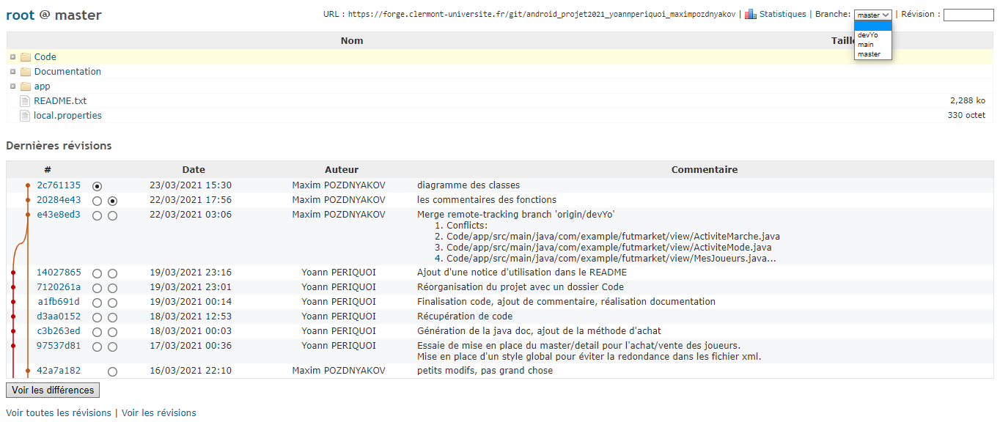 root @ master
URL : https://forge.clermont-universite.fr/git/android_projet2021_yoannperiquoi_maximpozdnyakov | Statistiques | Branche: master | Révision :
devYo
main
master
Nom
Code
Documentation
app
README.txt 2,288 ko
local.properties 330 octet
Dernières révisions
# Date Auteur Commentaire
2c761135 23/03/2021 15:30 Maxim POZDNYAKOV diagramme des classes
20284e43 22/03/2021 17:56 Maxim POZDNYAKOV les commentaires des fonctions
e43e8ed3 22/03/2021 03:06 Maxim POZDNYAKOV Merge remote-tracking branch 'origin/devYo'
1. Conflicts:
2. Code/app/src/main/java/com/example/futmarket/view/ActiviteMarche.java
3. Code/app/src/main/java/com/example/futmarket/view/ActiviteMode.java
4. Code/app/src/main/java/com/example/futmarket/view/MesJoueurs.java...
14027865 19/03/2021 23:16 Yoann PERIQUOI Ajout d'une notice d'utilisation dans le README
7120261a 19/03/2021 23:01 Yoann PERIQUOI Réorganisation du projet avec un dossier Code
a1fb691d 19/03/2021 00:14 Yoann PERIQUOI Finalisation code, ajout de commentaire, réalisation documentation
d3aa0152 18/03/2021 12:53 Yoann PERIQUOI Récupération de code
c3b263ed 18/03/2021 00:03 Yoann PERIQUOI Génération de la java doc, ajout de la méthode d'achat
97537d81 17/03/2021 00:36 Yoann PERIQUOI Essaie de mise en place du master/detail pour l'achat/vente des joueurs.
Mise en place d'un style global pour éviter la redondance dans les fichier xml.
42a7a182 16/03/2021 22:10 Maxim POZDNYAKOV petits modifs, pas grand chose
Voir les différences
Voir toutes les révisions | Voir les révisions